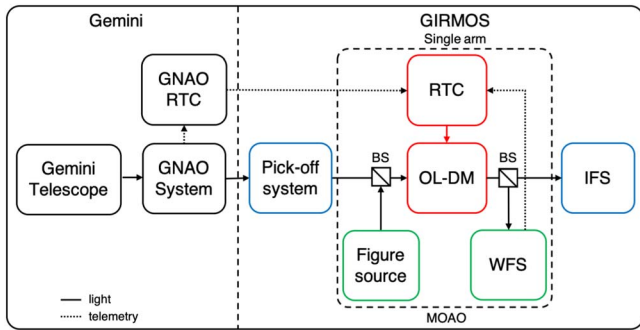 Gemini
GIRMOS
Single arm
GNAO
RTC
RTC
Gemini
Telescope
GNAO
System
Pick-off
system
BS
OL-DM
BS
IFS
Figure
source
WFS
light
telemetry
MOAO